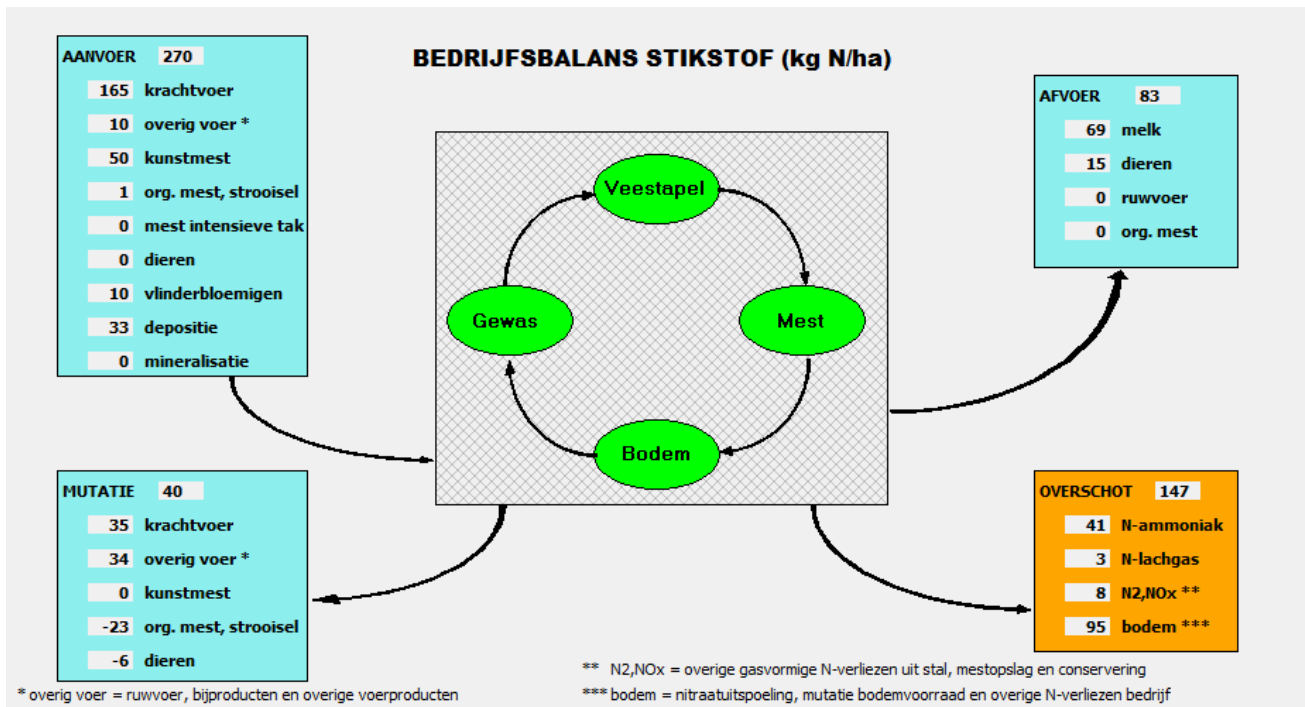 BEDRIJFSBALANS STIKSTOF (kg N/ha)
AANVOER 270
165 krachtvoer
10 overig voer *
50 kunstmest
1 org. mest, strooisel
0 mest intensieve tak
0 dieren
10 vlinderbloemigen
33 depositie
0 mineralisatie
Veestapel
Gewas
Mest
Bodem
AFVOER 83
69 melk
15 dieren
0 ruwvoer
0 org. mest
MUTATIE 40
35 krachtvoer
34 overig voer *
0 kunstmest
-23 org. mest, strooisel
-6 dieren
OVERSCHOT 147
41 N-ammoniak
3 N-lachgas
8 N2,NOx **
95 bodem ***
* overig voer = ruwvoer, bijproducten en overige voerproducten
** N2,NOx = overige gasvormige N-verliezen uit stal, mestopslag en conservering
*** bodem = nitraatuitspoeling, mutatie bodemvoorraad en overige N-verliezen bedrijf